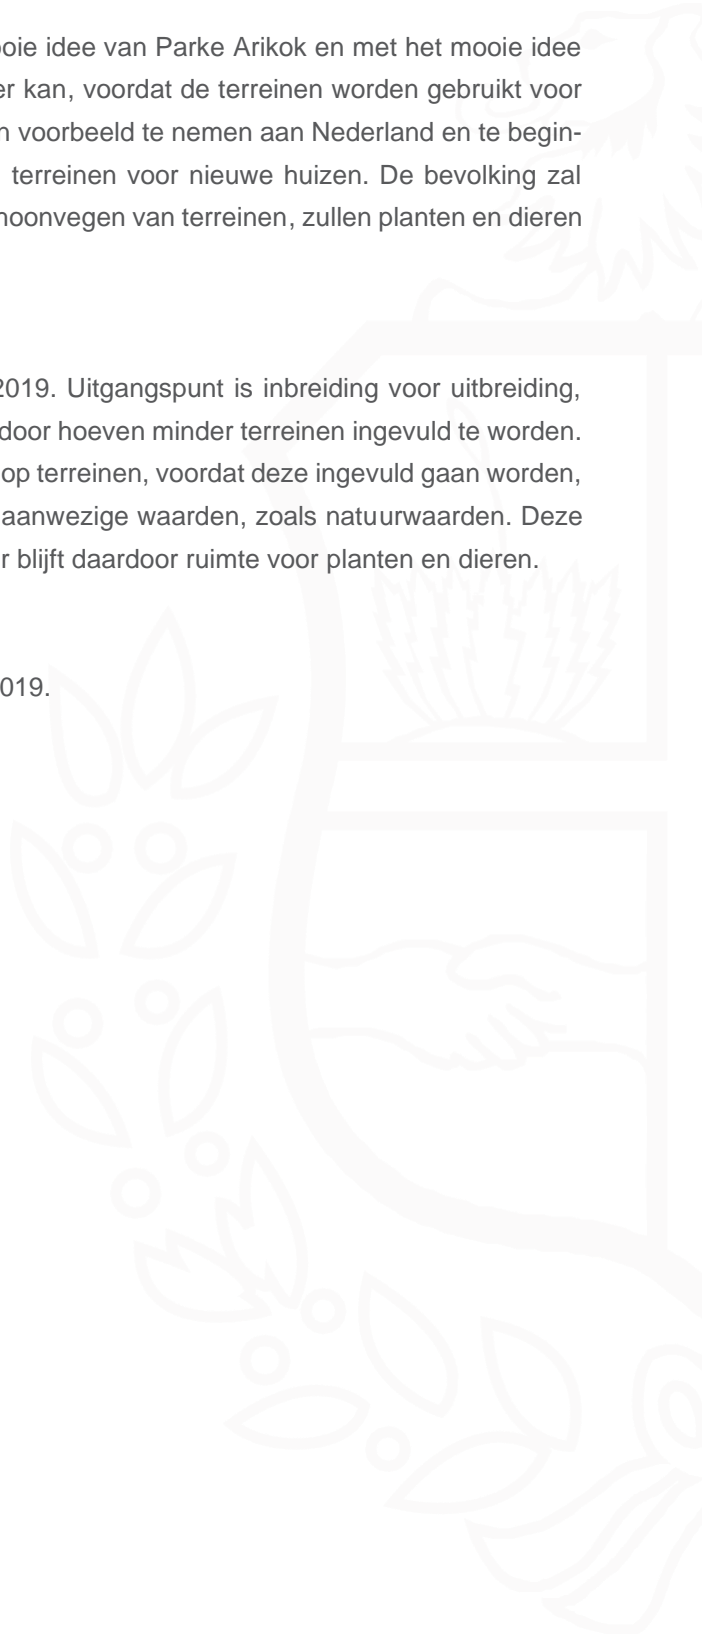 ooie idee van Parke Arikok en met het mooie idee
er kan, voordat de terreinen worden gebruikt voor
n voorbeeld te nemen aan Nederland en te begin-
terreinen voor nieuwe huizen. De bevolking zal
hoonvegen van terreinen, zullen planten en dieren
2019. Uitgangspunt is inbreiding voor uitbreiding,
door hoeven minder terreinen ingevuld te worden.
op terreinen, voordat deze ingevuld gaan worden,
aanwezige waarden, zoals natuurwaarden. Deze
r blijft daardoor ruimte voor planten en dieren.
019.